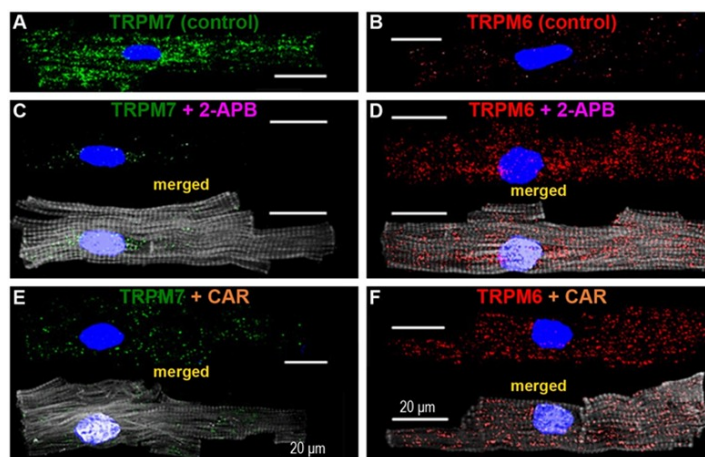 A TRPM7 (control)
B TRPM6 (control)
C TRPM7 + 2-APB
merged
D TRPM6 + 2-APB
merged
E TRPM7 + CAR
merged
20 µm
F TRPM6 + CAR
merged
20 µm